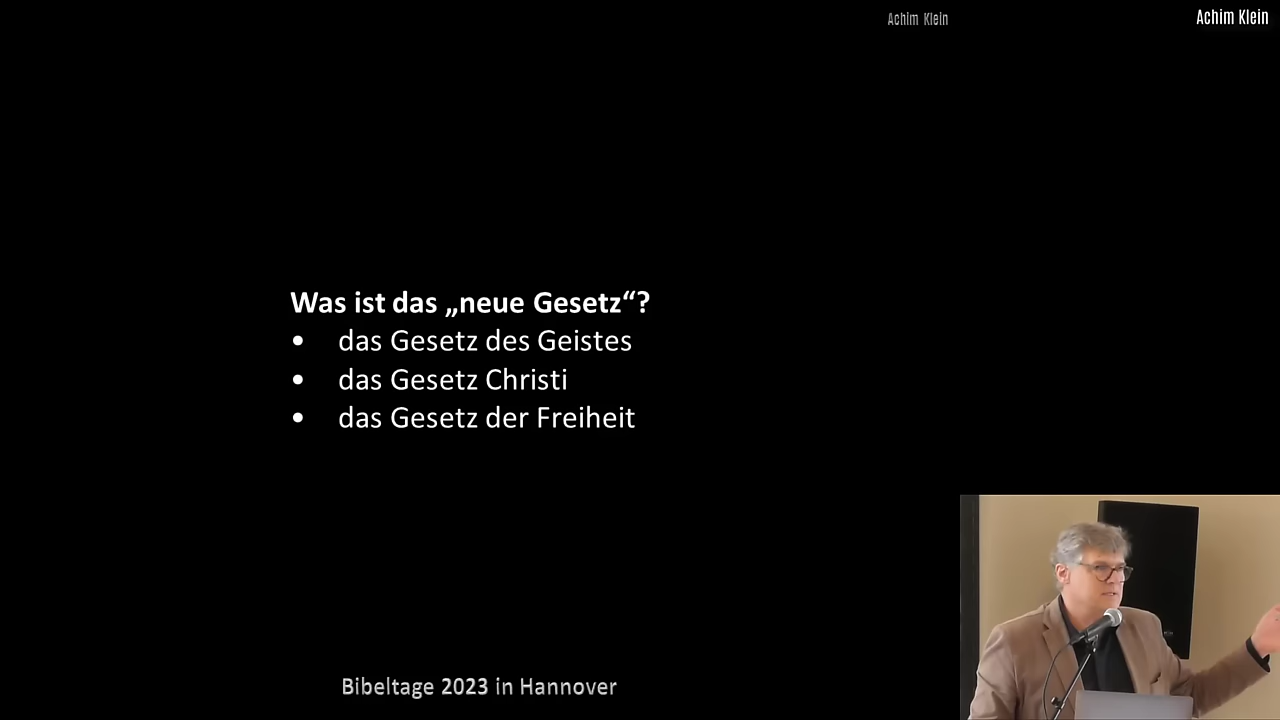 Achim Klein
Achim Klein
Was ist das „neue Gesetz“?
• das Gesetz des Geistes
• das Gesetz Christi
• das Gesetz der Freiheit
Bibeltage 2023 in Hannover